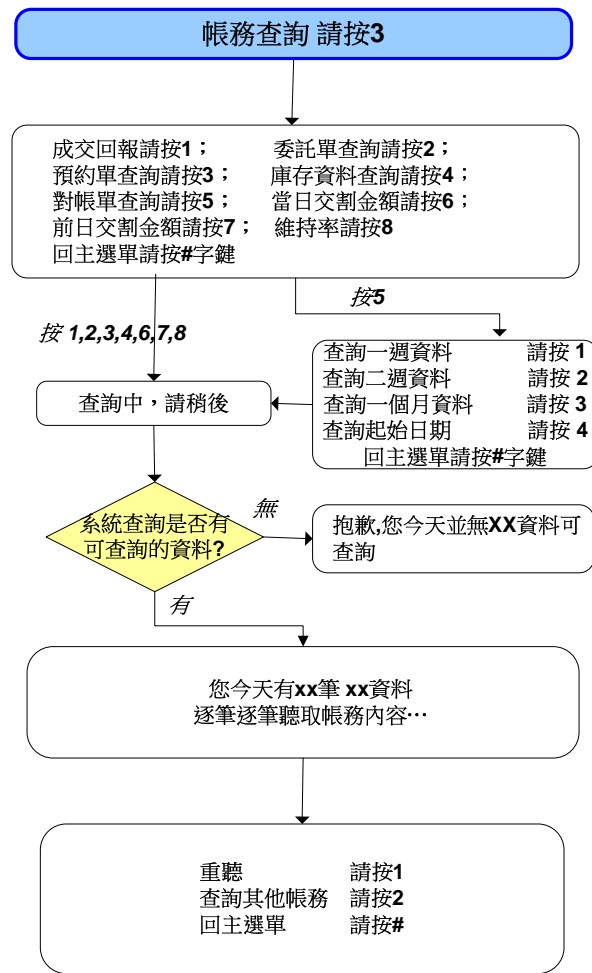 帳務查詢 請按3
成交回報請按1； 委託單查詢請按2；
預約單查詢請按3； 庫存資料查詢請按4；
對帳單查詢請按5； 當日交割金額請按6；
前日交割金額請按7； 維持率請按8
回主選單請按#字鍵
按5
按 1,2,3,4,6,7,8
查詢一週資料 請按 1
查詢二週資料 請按 2
查詢一個月資料 請按 3
查詢起始日期 請按 4
回主選單請按#字鍵
查詢中，請稍後
系統查詢是否有
可查詢的資料?
無
抱歉,您今天並無XX資料可
查詢
有
您今天有xx筆 xx資料
逐筆逐筆聽取帳務內容…
重聽 請按1
查詢其他帳務 請按2
回主選單 請按#